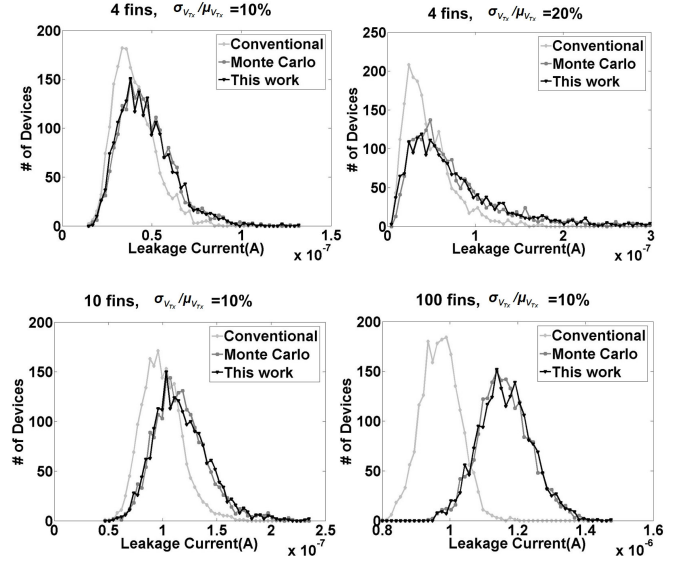 4 fins, σVTx/μVTx =10%
# of Devices
200
150
100
50
0
Conventional
Monte Carlo
This work
0 0.5 1 1.5
Leakage Current(A)
x 10-7
4 fins, σVTx/μVTx =20%
# of Devices
250
200
150
100
50
0
Conventional
Monte Carlo
This work
0 1 2 3
Leakage Current(A)
x 10-7
10 fins, σVTx/μVTx =10%
# of Devices
200
150
100
50
0
Conventional
Monte Carlo
This work
0 0.5 1 1.5 2 2.5
Leakage Current(A)
x 10-7
100 fins, σVTx/μVTx =10%
# of Devices
200
150
100
50
0
Conventional
Monte Carlo
This work
0.8 1 1.2 1.4 1.6
Leakage Current(A)
x 10-6